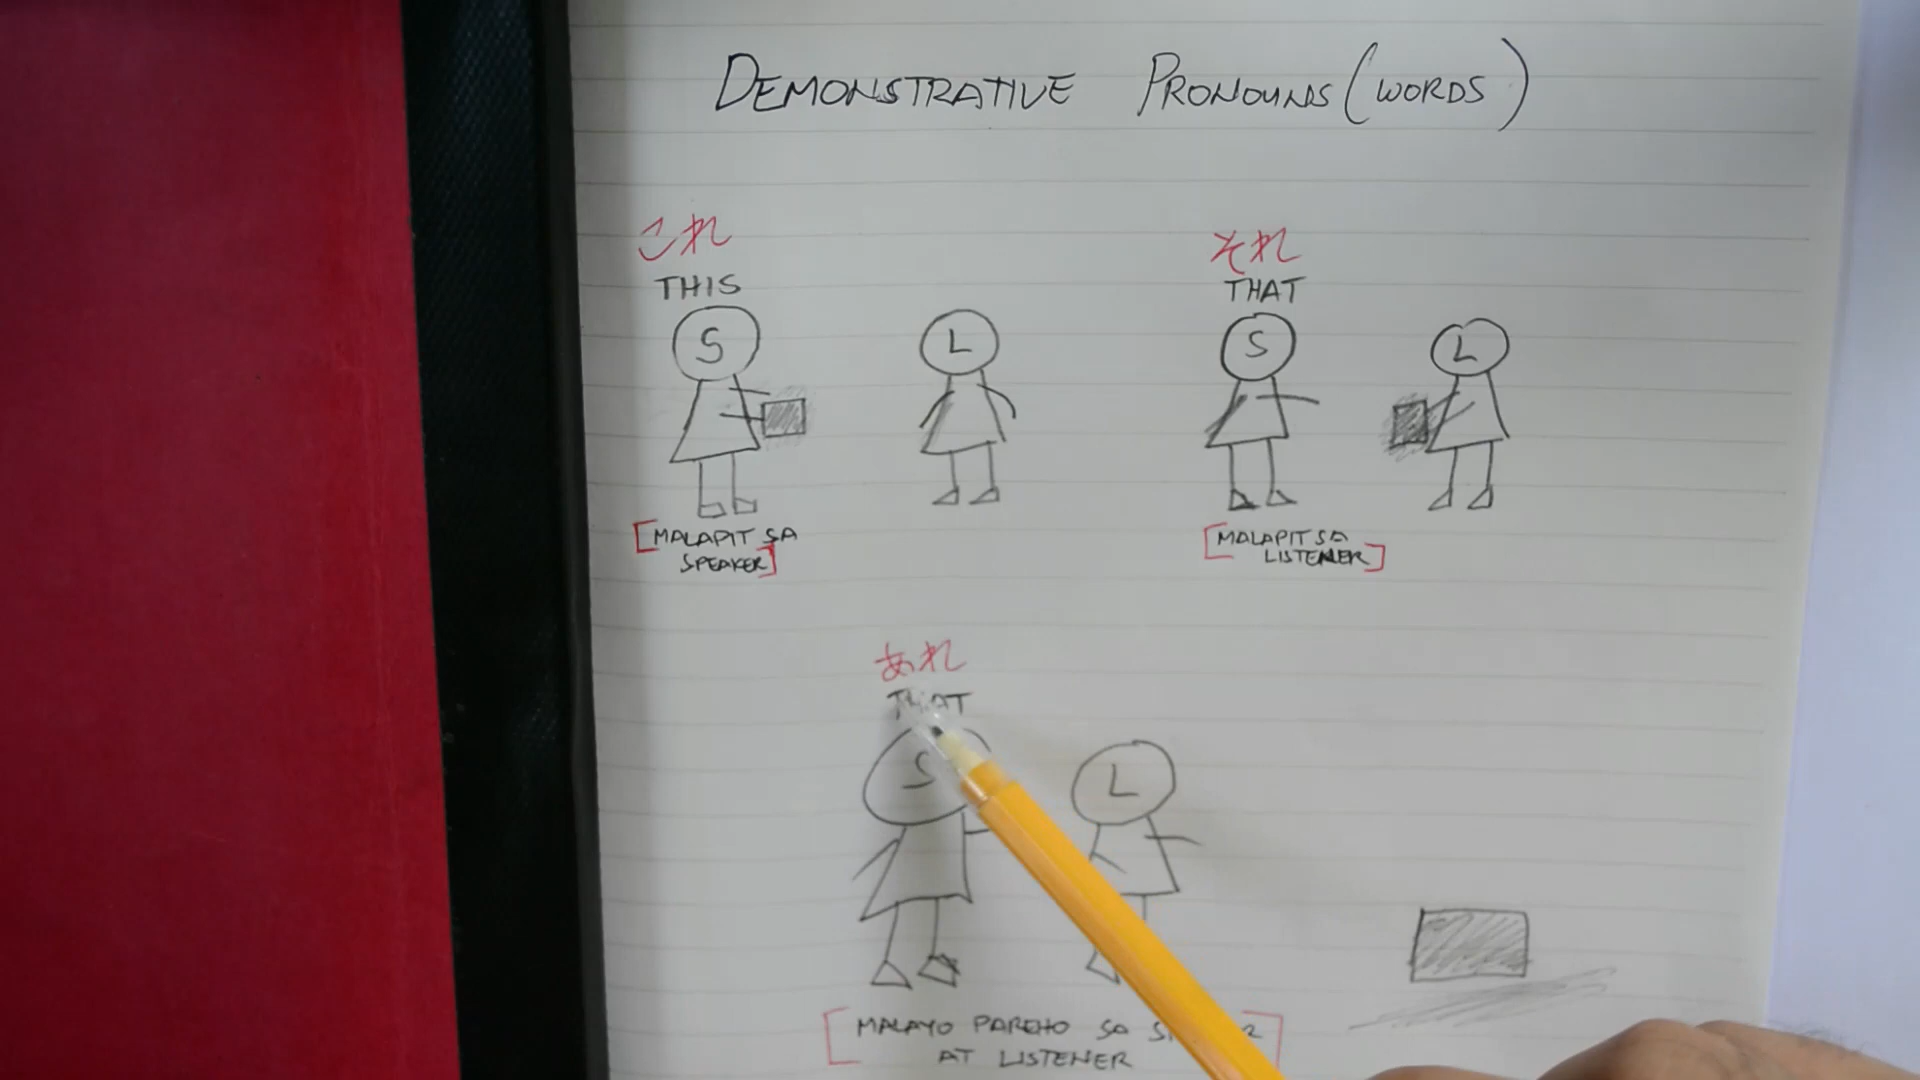 DEMONSTRATIVE PRONOUNS (WORDS)
これ
THIS
S
L
[MALAPIT SA
SPEAKER]
それ
THAT
S
L
[MALAPIT SA
LISTENER]
あれ
THAT
S
L
[MALAYO PAREHO SA
AT LISTENER]